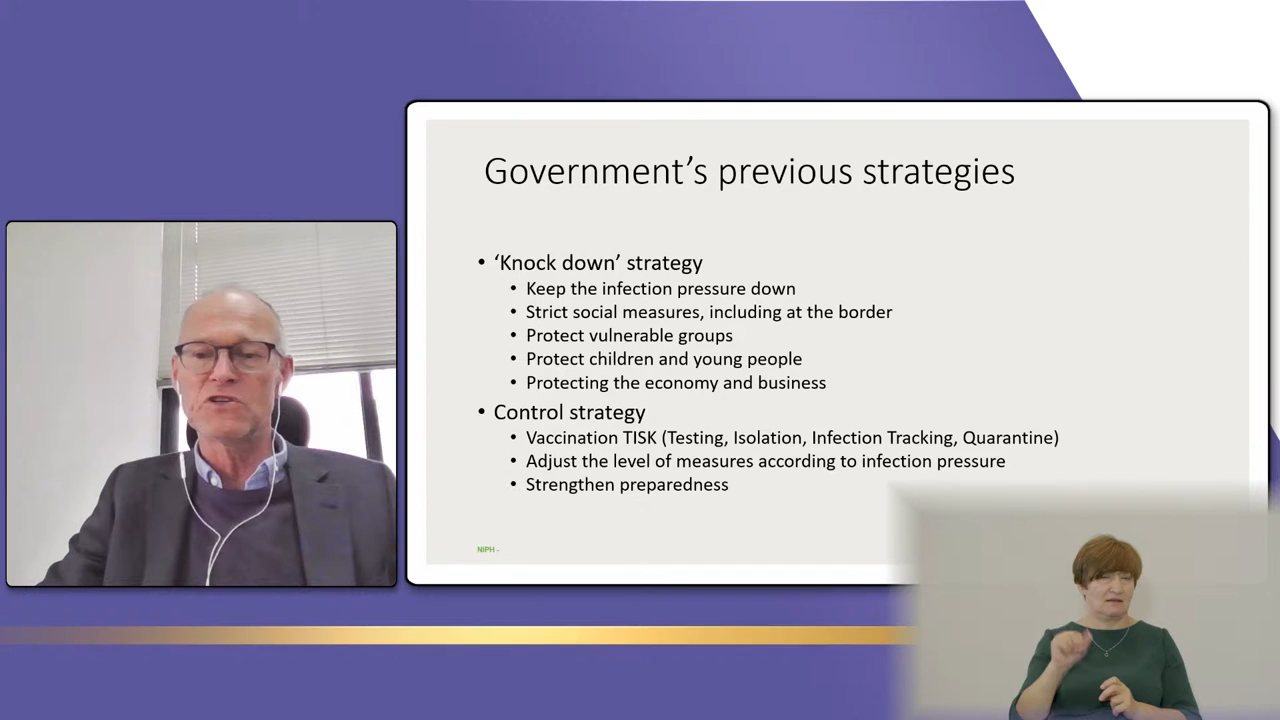 Government’s previous strategies
• ‘Knock down’ strategy
• Keep the infection pressure down
• Strict social measures, including at the border
• Protect vulnerable groups
• Protect children and young people
• Protecting the economy and business
• Control strategy
• Vaccination TISK (Testing, Isolation, Infection Tracking, Quarantine)
• Adjust the level of measures according to infection pressure
• Strengthen preparedness
NIPH -